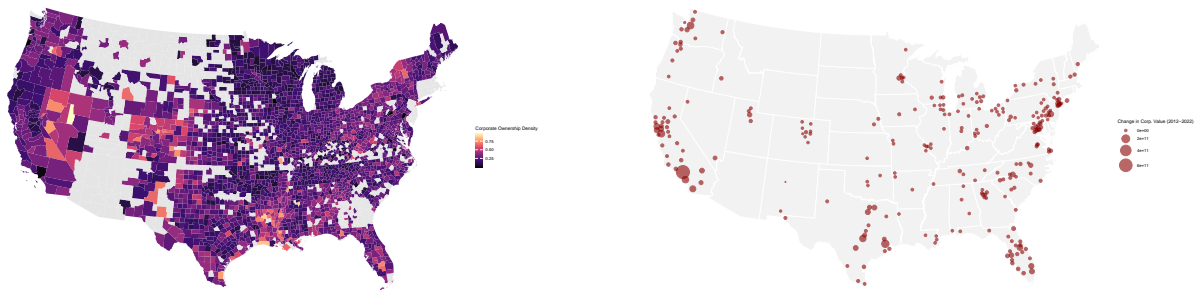 Corporate Ownership Density
0.75
0.50
0.25
Change in Corp. Value (2012−2022)
0e+00
2e+11
4e+11
6e+11